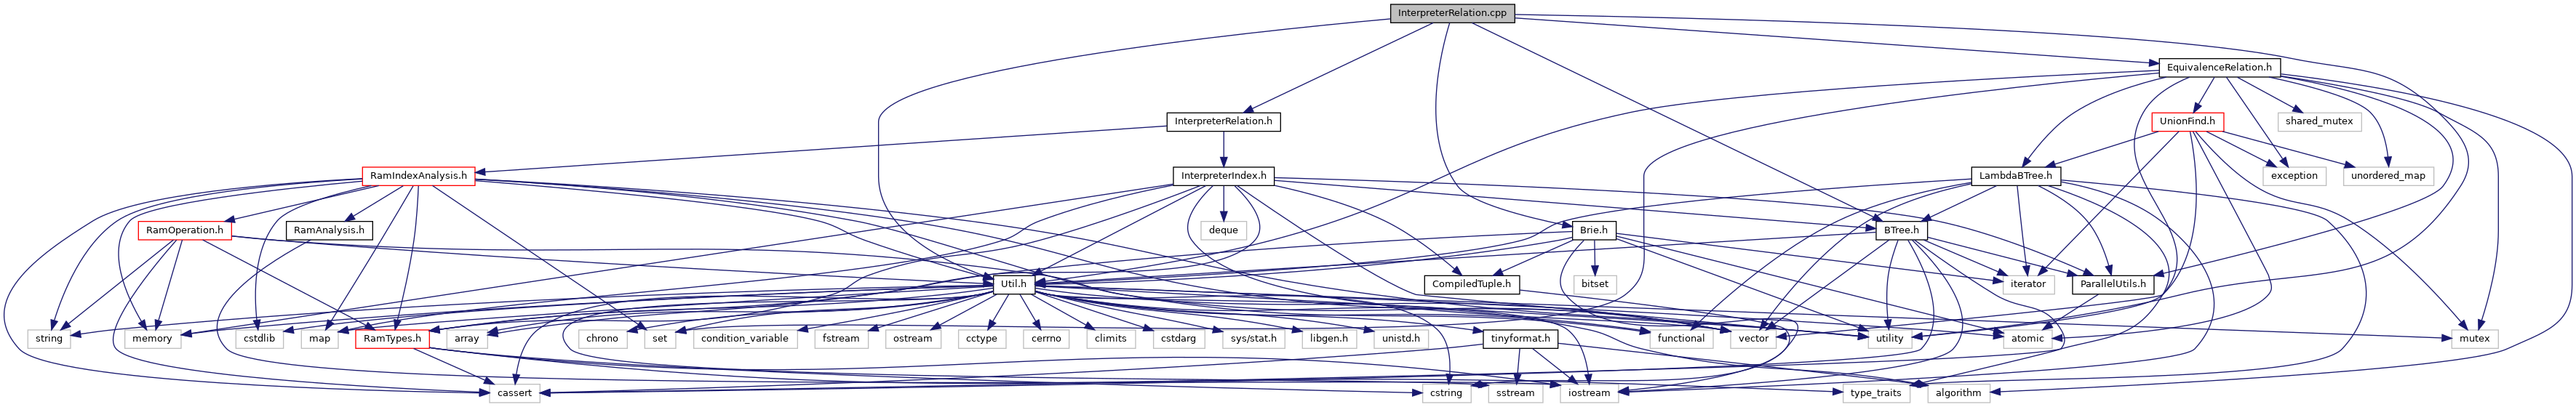 InterpreterRelation.cpp
EquivalenceRelation.h
InterpreterRelation.h
UnionFind.h
shared_mutex
RamIndexAnalysis.h
InterpreterIndex.h
LambdaBTree.h
exception
unordered_map
RamOperation.h
RamAnalysis.h
deque
Brie.h
BTree.h
Util.h
CompiledTuple.h
bitset
iterator
ParallelUtils.h
string
memory
cstdlib
map
RamTypes.h
array
chrono
set
condition_variable
fstream
ostream
cctype
cerrno
climits
cstdarg
sys/stat.h
libgen.h
unistd.h
tinyformat.h
functional
vector
utility
atomic
mutex
cassert
cstring
sstream
iostream
type_traits
algorithm